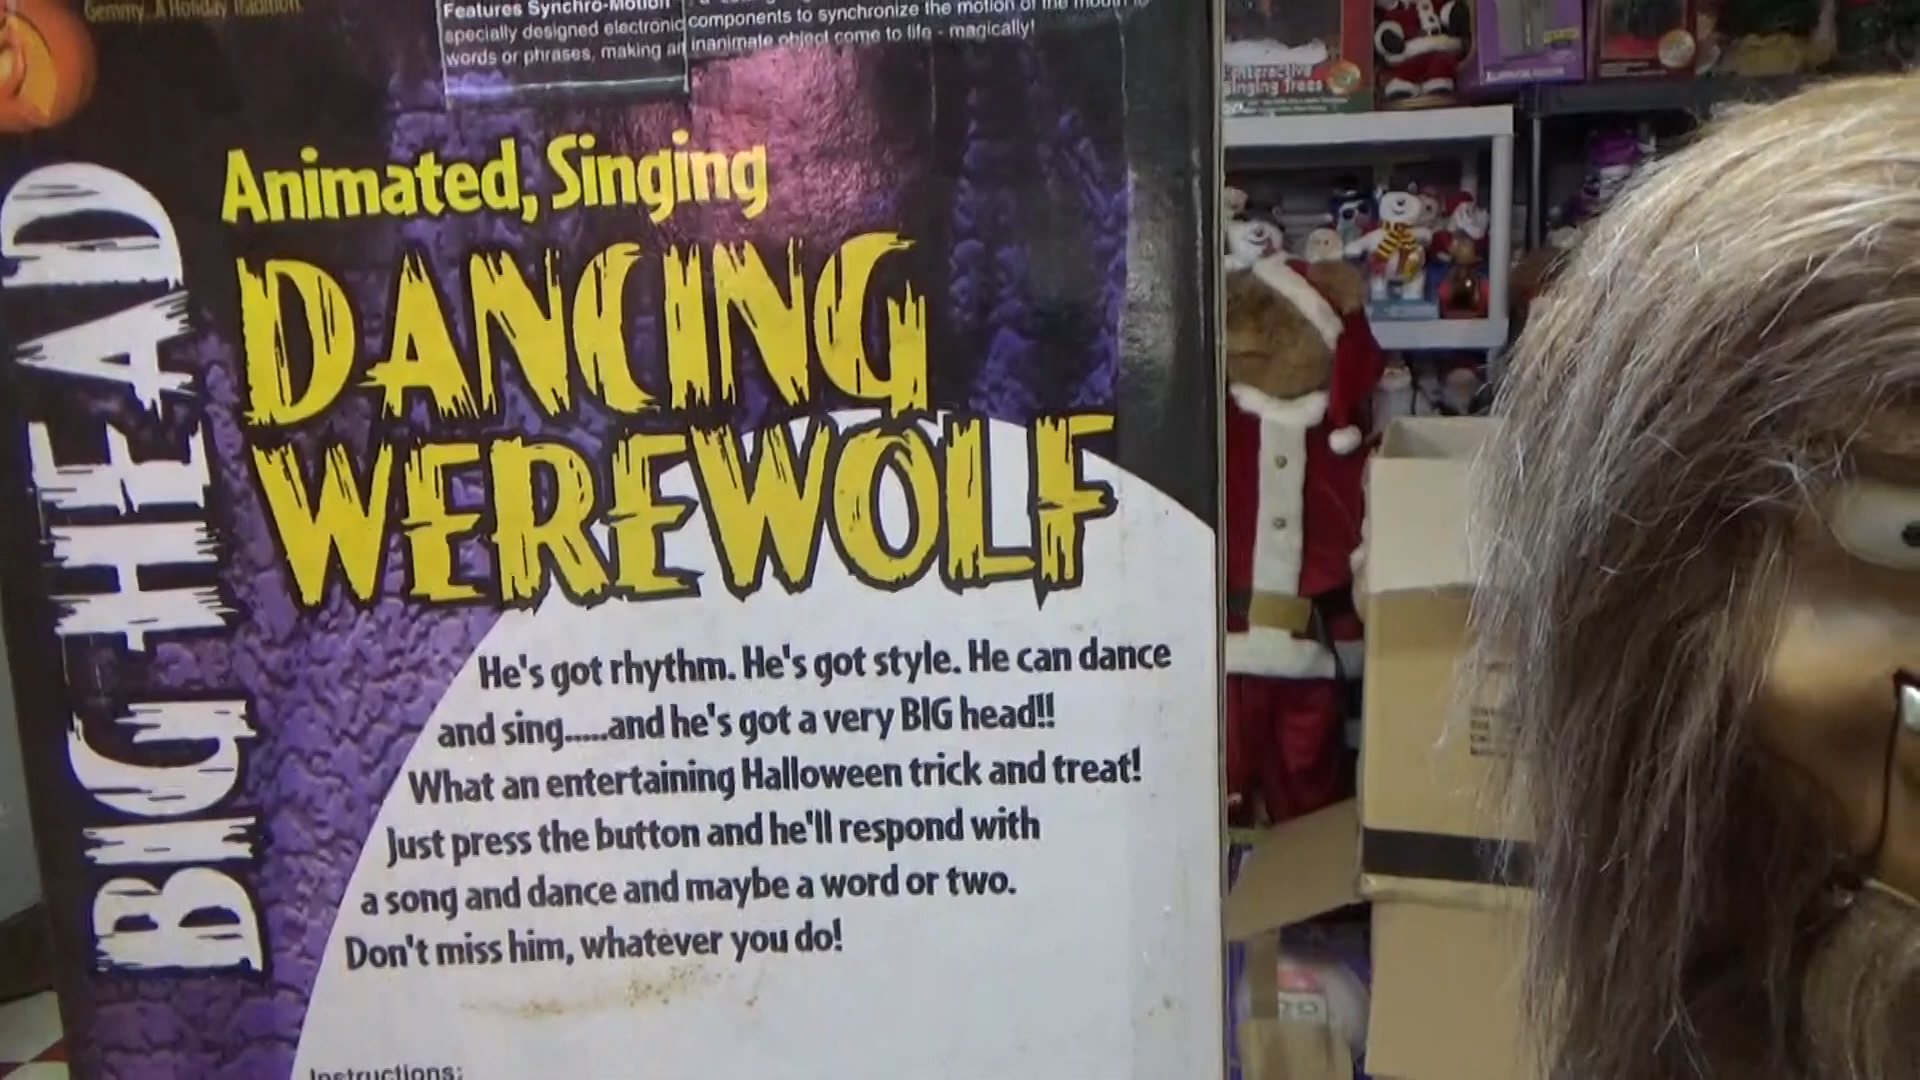 Gemmy...A Holiday Tradition.
Features Synchro-Motion
specially designed electronic components to synchronize the motion of the mouth to
words or phrases, making an inanimate object come to life - magically!
BIG HEAD
Animated, Singing
DANCING
WEREWOLF
He's got rhythm. He's got style. He can dance
and sing.....and he's got a very BIG head!!
What an entertaining Halloween trick and treat!
Just press the button and he'll respond with
a song and dance and maybe a word or two.
Don't miss him, whatever you do!
Instructions:
Interactive
Singing Trees